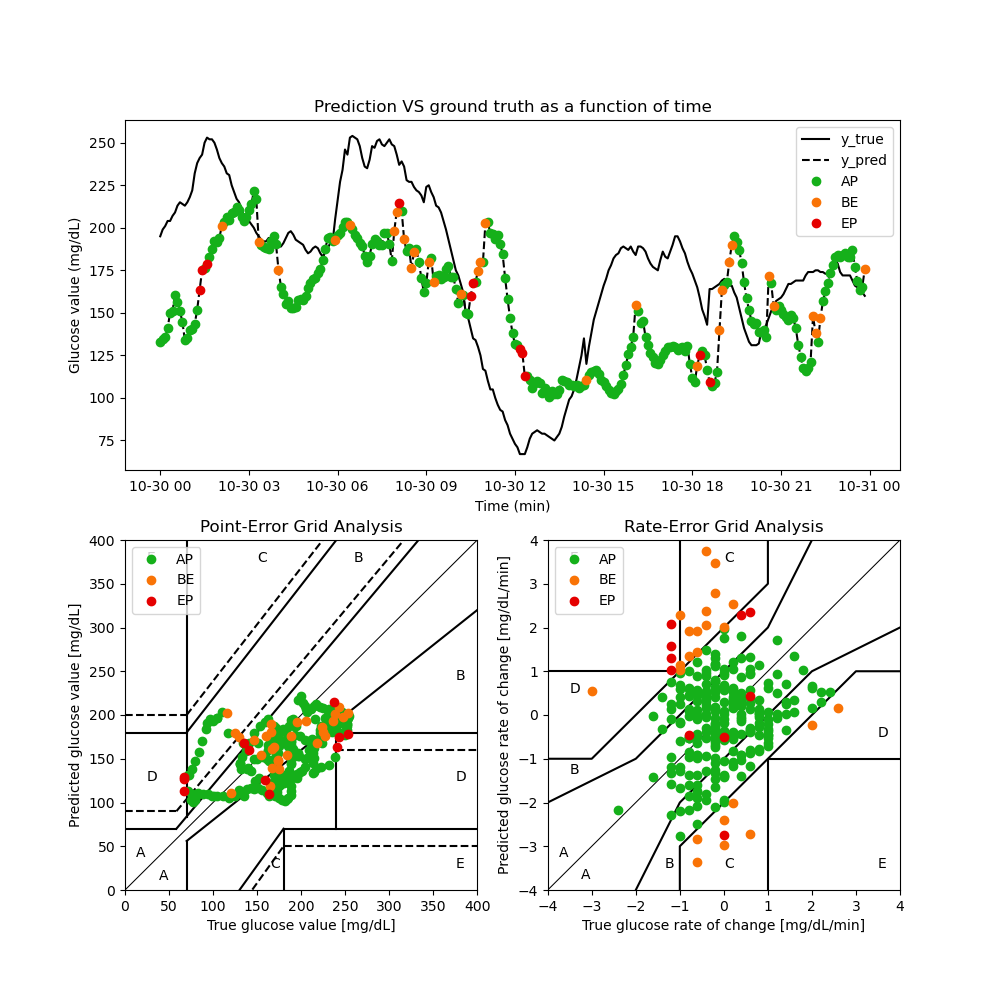 Prediction VS ground truth as a function of time
Glucose value (mg/dL)
250
225
200
175
150
125
100
75
y_true
y_pred
AP
BE
EP
10-30 00 10-30 03 10-30 06 10-30 09 10-30 12 10-30 15 10-30 18 10-30 21 10-31 00
Time (min)
Point-Error Grid Analysis
Predicted glucose value [mg/dL]
400
350
300
250
200
150
100
50
0
AP
BE
EP
C
B
B
D
D
A
A
C
E
0 50 100 150 200 250 300 350 400
True glucose value [mg/dL]
Rate-Error Grid Analysis
Predicted glucose rate of change [mg/dL/min]
4
3
2
1
0
−1
−2
−3
−4
AP
BE
EP
C
D
D
B
A
A
B
C
E
−4 −3 −2 −1 0 1 2 3 4
True glucose rate of change [mg/dL/min]